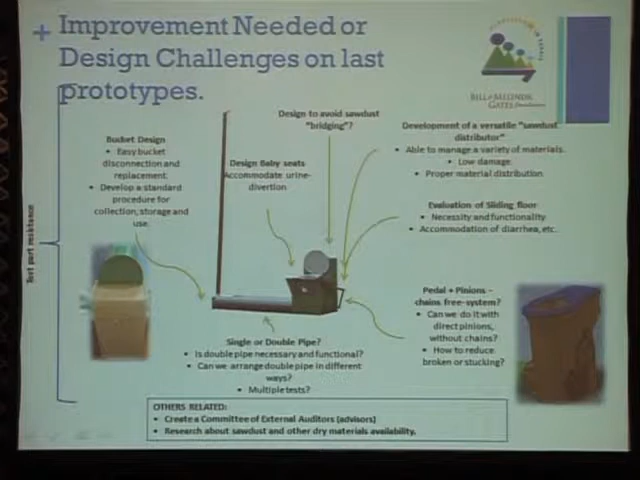 + Improvement Needed or
Design Challenges on last
prototypes.
BILL & MELINDA
GATES foundation
Design to avoid sawdust
"bridging"?
Development of a versatile "sawdust
distributor"
• Able to manage a variety of materials.
• Low damage.
• Proper material distribution.
Bucket Design
• Easy bucket
disconnection and
replacement.
• Develop a standard
procedure for
collection, storage and
use.
Design Baby seats
Accommodate urine-
divertion
Evaluation of Sliding floor
• Necessity and functionality
• Accommodation of diarrhea, etc.
Test part resistance
Pedal + Pinions –
chains free-system?
• Can we do it with
direct pinions,
without chains?
• How to reduce
broken or stucking?
Single or Double Pipe?
• Is double pipe necessary and functional?
• Can we arrange double pipe in different
ways?
• Multiple tests?
OTHERS RELATED:
• Create a Committee of External Auditors (advisors)
• Research about sawdust and other dry materials availability.